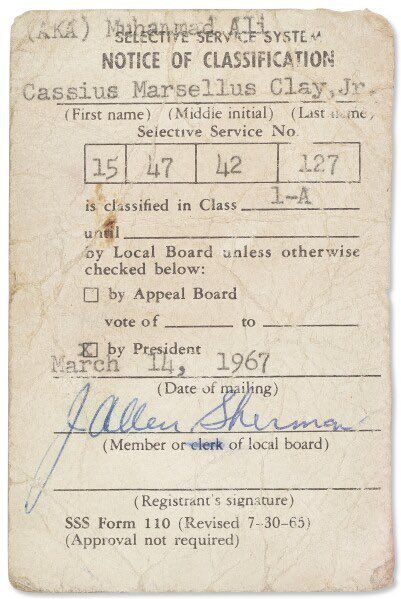 (AKA) Muhammad Ali
SELECTIVE SERVICE SYSTEM
NOTICE OF CLASSIFICATION
Cassius Marsellus Clay,Jr.
(First name) (Middle initial) (Last name)
Selective Service No.
15 47 42 127
is classified in Class 1-A
until
by Local Board unless otherwise
checked below:
☐ by Appeal Board
vote of to
☒ by President
March 14, 1967
(Date of mailing)
J Allen Sherman
(Member or clerk of local board)
(Registrant's signature)
SSS Form 110 (Revised 7-30-65)
(Approval not required)